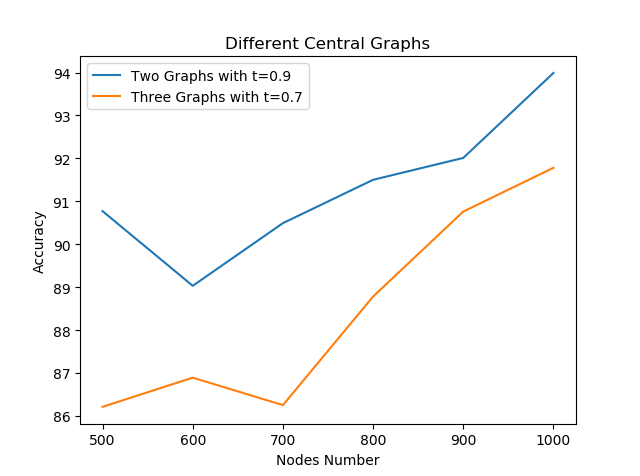 Different Central Graphs
Two Graphs with t=0.9
Three Graphs with t=0.7
94
93
92
91
90
89
88
87
86
Accuracy
500 600 700 800 900 1000
Nodes Number